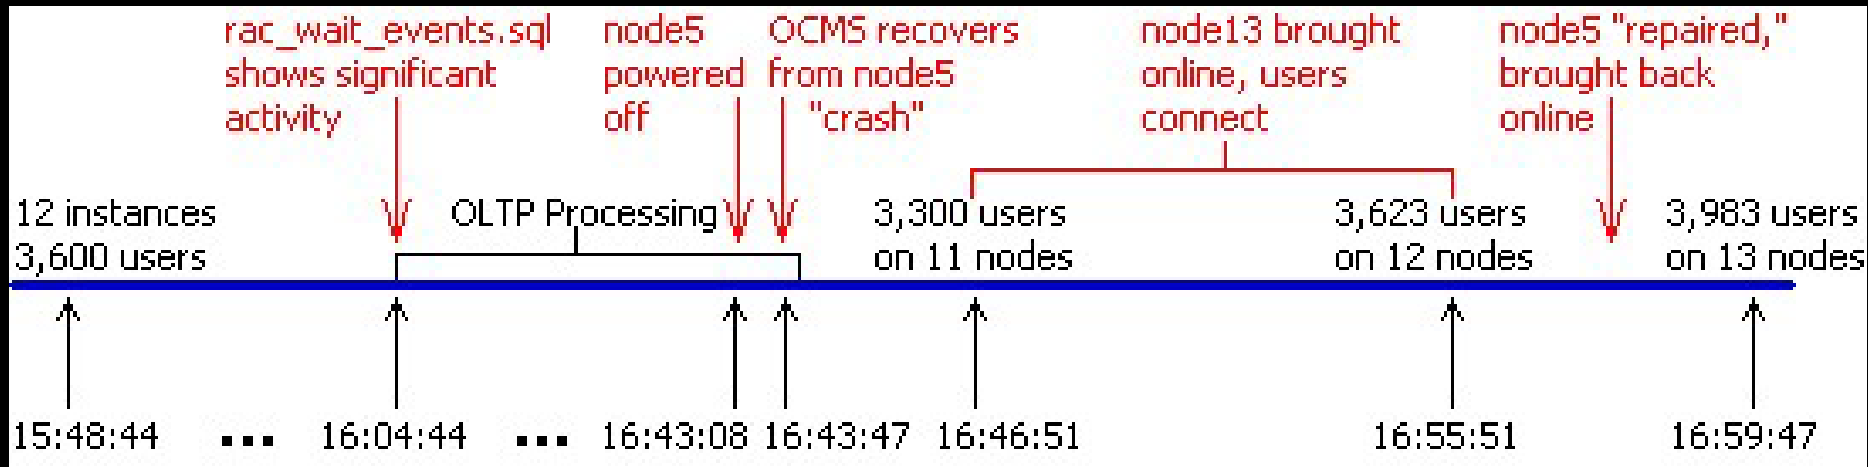 rac_wait_events.sql
shows significant
activity
node5
powered
off
OCMS recovers
from node5
"crash"
node13 brought
online, users
connect
node5 "repaired,"
brought back
online
12 instances
3,600 users
OLTP Processing
3,300 users
on 11 nodes
3,623 users
on 12 nodes
3,983 users
on 13 nodes
15:48:44 ... 16:04:44 ... 16:43:08 16:43:47 16:46:51 16:55:51 16:59:47